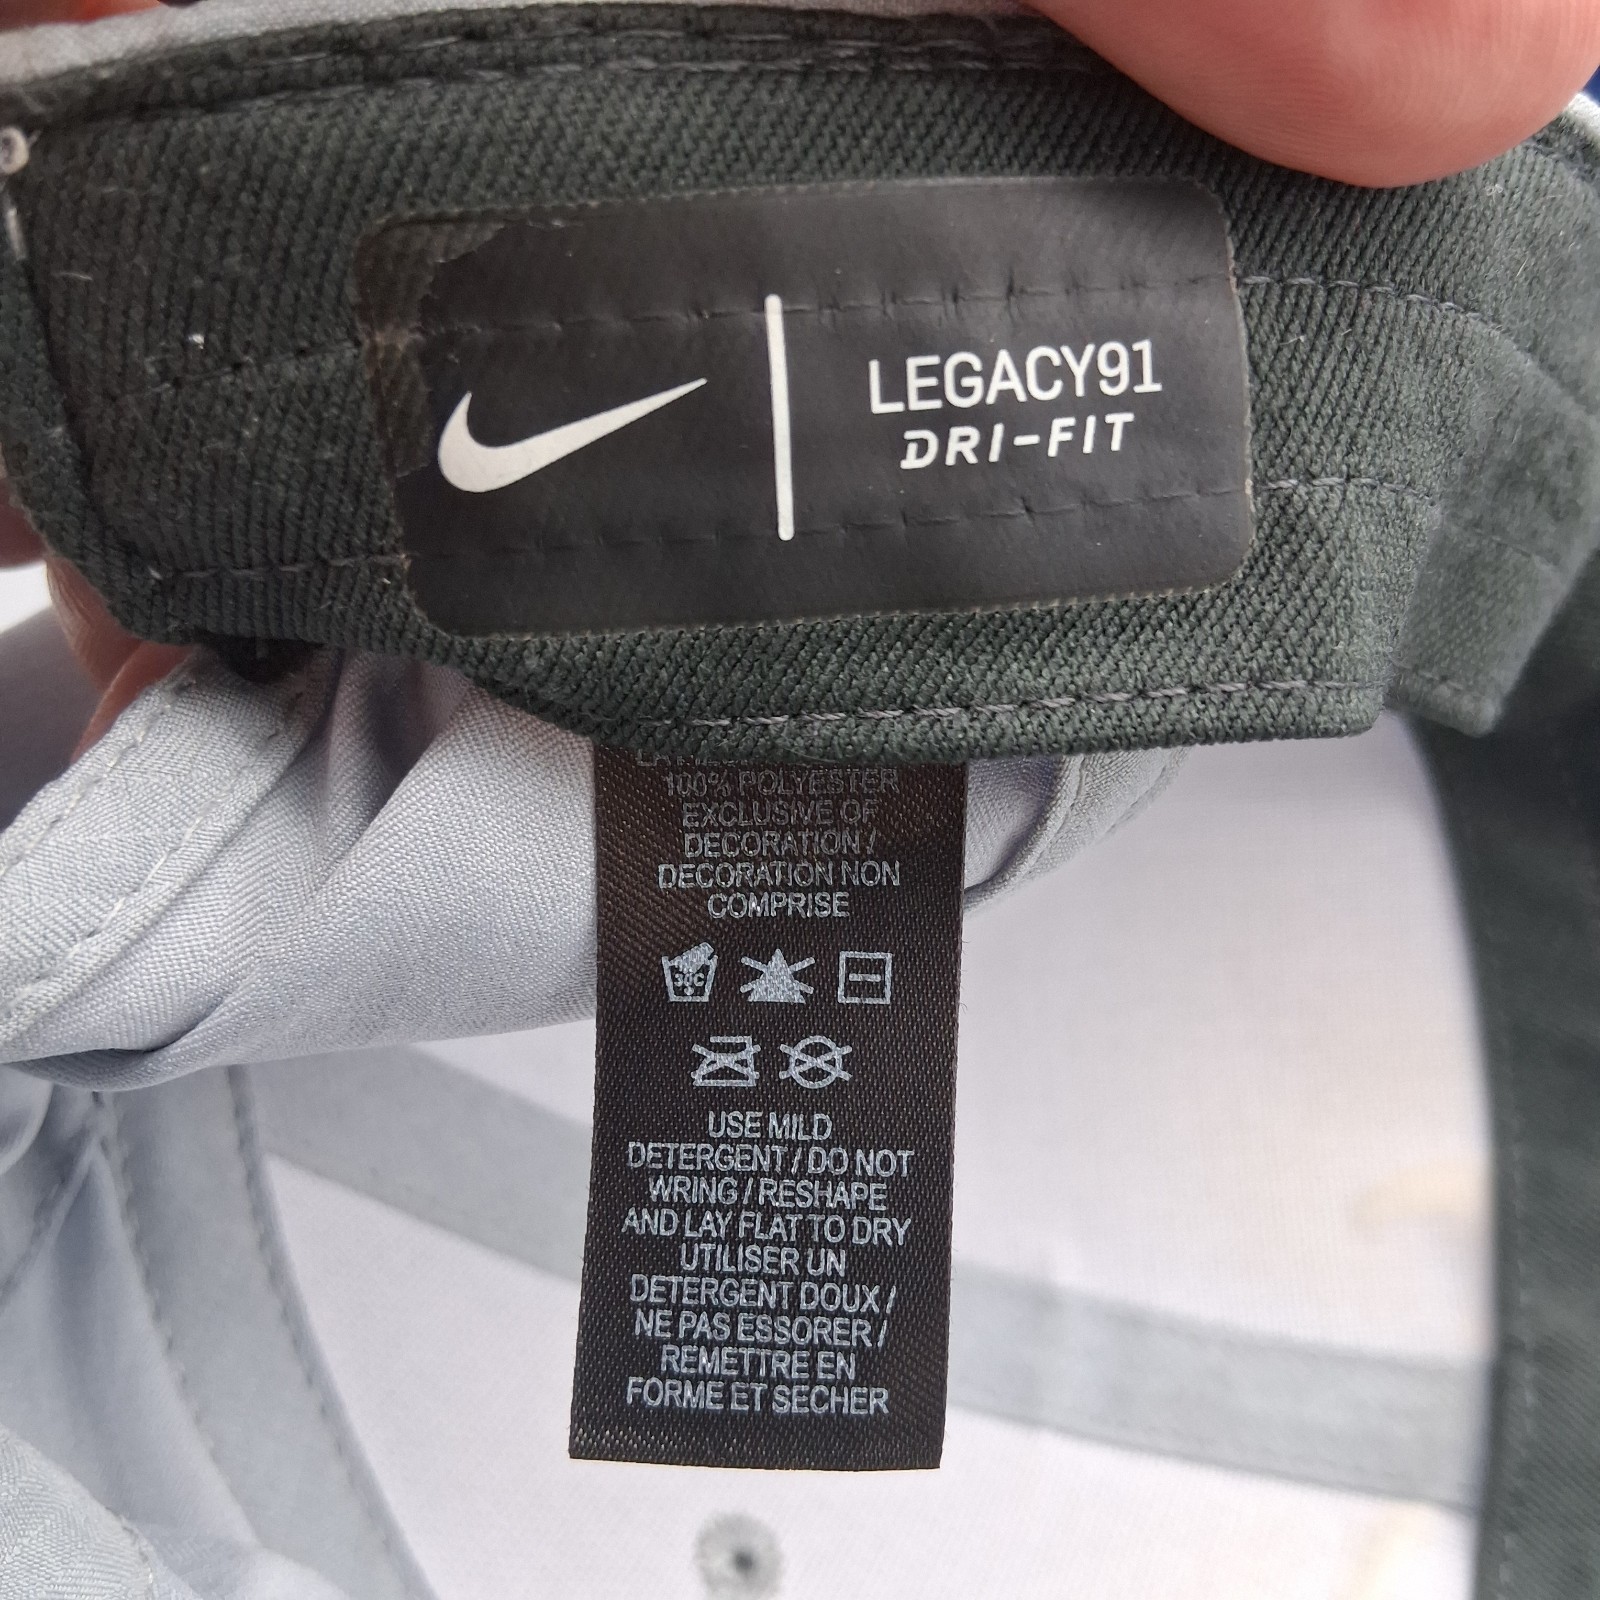 LEGACY91
DRI-FIT
100% POLYESTER
EXCLUSIVE OF
DECORATION /
DECORATION NON
COMPRISE
30C
USE MILD
DETERGENT / DO NOT
WRING / RESHAPE
AND LAY FLAT TO DRY
UTILISER UN
DETERGENT DOUX /
NE PAS ESSORER /
REMETTRE EN
FORME ET SECHER